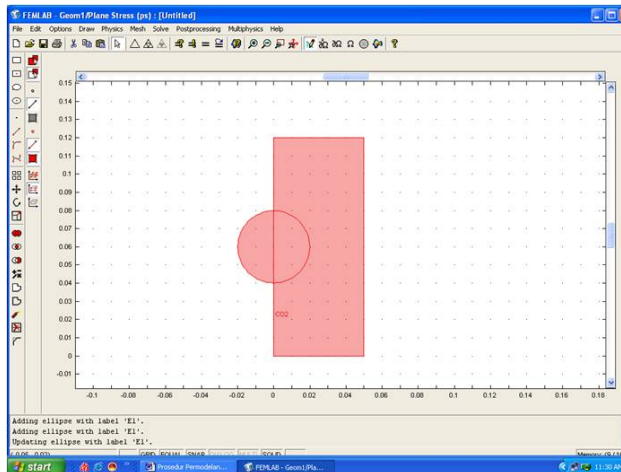 FEMLAB - Geom1/Plane Stress (ps) : [Untitled]
File Edit Options Draw Physics Mesh Solve Postprocessing Multiphysics Help
0.15
0.14
0.13
0.12
0.11
0.1
0.09
0.08
0.07
0.06
0.05
0.04
0.03
0.02
0.01
0
-0.01
CO2
-0.1 -0.08 -0.06 -0.04 -0.02 0 0.02 0.04 0.06 0.08 0.1 0.12 0.14 0.16 0.18
Adding ellipse with label 'E1'.
Adding ellipse with label 'E1'.
Updating ellipse with label 'E1'.
GRID EQUAL SNAP SOLID
start
Prosedur Permodelan...
FEMLAB - Geom1/Pla...
11:30 AM